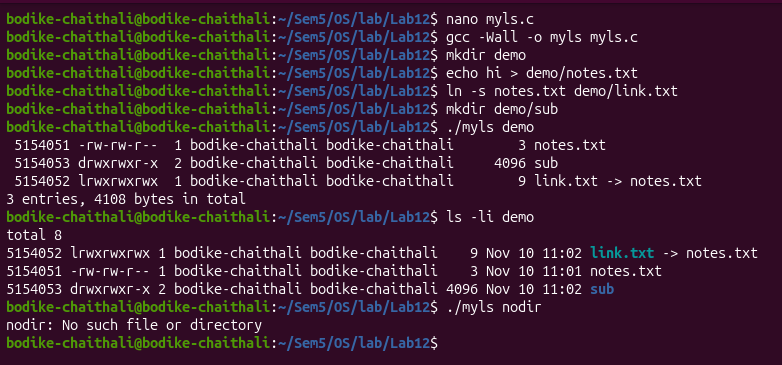 bodike-chaithali@bodike-chaithali:~/Sem5/OS/lab/Lab12$ nano myls.c
bodike-chaithali@bodike-chaithali:~/Sem5/OS/lab/Lab12$ gcc -Wall -o myls myls.c
bodike-chaithali@bodike-chaithali:~/Sem5/OS/lab/Lab12$ mkdir demo
bodike-chaithali@bodike-chaithali:~/Sem5/OS/lab/Lab12$ echo hi > demo/notes.txt
bodike-chaithali@bodike-chaithali:~/Sem5/OS/lab/Lab12$ ln -s notes.txt demo/link.txt
bodike-chaithali@bodike-chaithali:~/Sem5/OS/lab/Lab12$ mkdir demo/sub
bodike-chaithali@bodike-chaithali:~/Sem5/OS/lab/Lab12$ ./myls demo
 5154051 -rw-rw-r--  1 bodike-chaithali bodike-chaithali        3 notes.txt
 5154053 drwxrwxr-x  2 bodike-chaithali bodike-chaithali     4096 sub
 5154052 lrwxrwxrwx  1 bodike-chaithali bodike-chaithali        9 link.txt -> notes.txt
3 entries, 4108 bytes in total
bodike-chaithali@bodike-chaithali:~/Sem5/OS/lab/Lab12$ ls -li demo
total 8
5154052 lrwxrwxrwx 1 bodike-chaithali bodike-chaithali    9 Nov 10 11:02 link.txt -> notes.txt
5154051 -rw-rw-r-- 1 bodike-chaithali bodike-chaithali    3 Nov 10 11:01 notes.txt
5154053 drwxrwxr-x 2 bodike-chaithali bodike-chaithali 4096 Nov 10 11:02 sub
bodike-chaithali@bodike-chaithali:~/Sem5/OS/lab/Lab12$ ./myls nodir
nodir: No such file or directory
bodike-chaithali@bodike-chaithali:~/Sem5/OS/lab/Lab12$